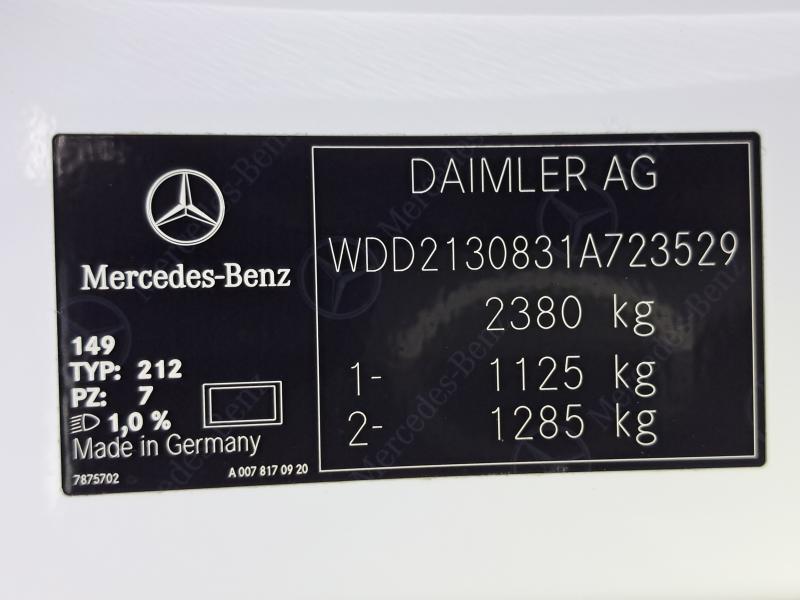 Mercedes-Benz
149
TYP: 212
PZ: 7
1,0 %
Made in Germany
7875702
A 007 817 09 20
DAIMLER AG
WDD2130831A723529
2380 kg
1- 1125 kg
2- 1285 kg